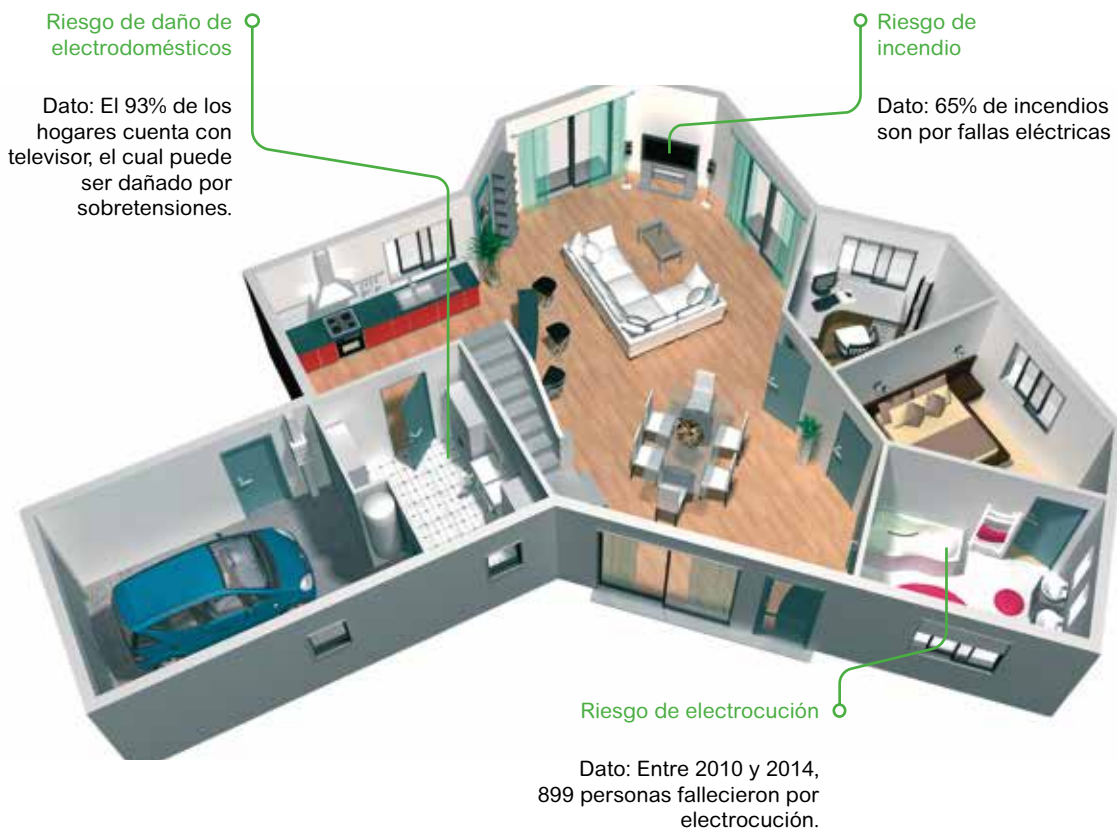 Riesgo de daño de
electrodomésticos
Dato: El 93% de los
hogares cuenta con
televisor, el cual puede
ser dañado por
sobretensiones.
Riesgo de
incendio
Dato: 65% de incendios
son por fallas eléctricas
Riesgo de electrocución
Dato: Entre 2010 y 2014,
899 personas fallecieron por
electrocución.